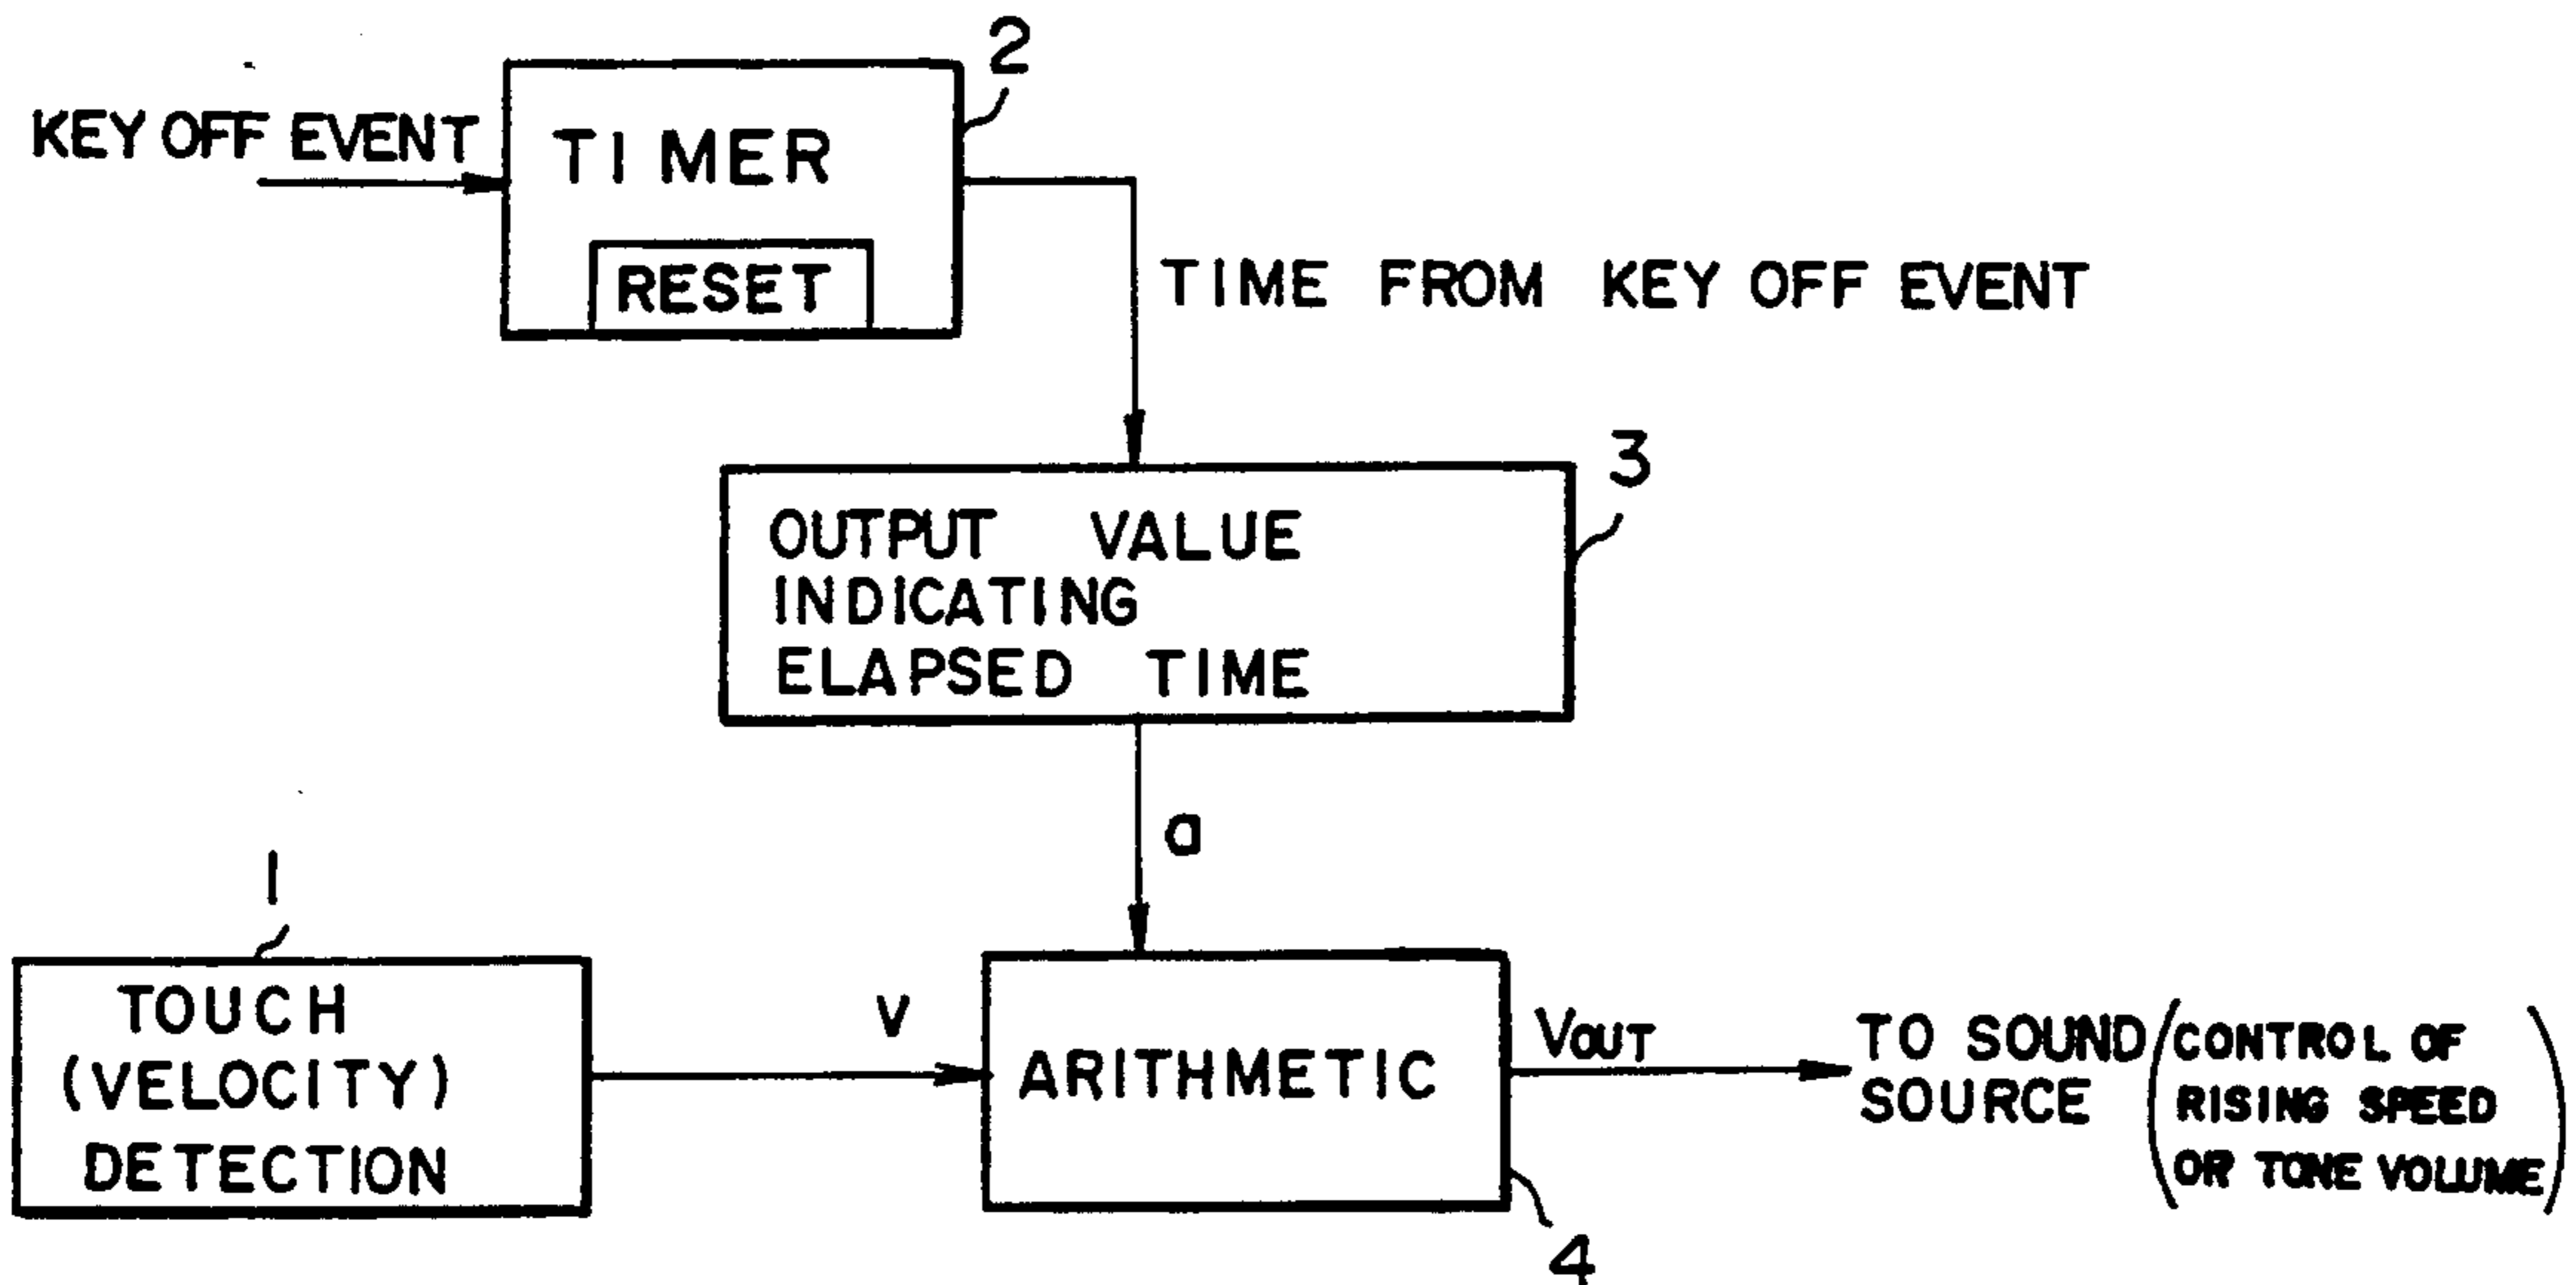 2
KEY OFF EVENT
TIMER
RESET
TIME FROM KEY OFF EVENT
3
OUTPUT VALUE
INDICATING
ELAPSED TIME
a
1
TOUCH
(VELOCITY)
DETECTION
V
ARITHMETIC
VOUT
4
TO SOUND
SOURCE
(CONTROL OF
RISING SPEED
OR TONE VOLUME)